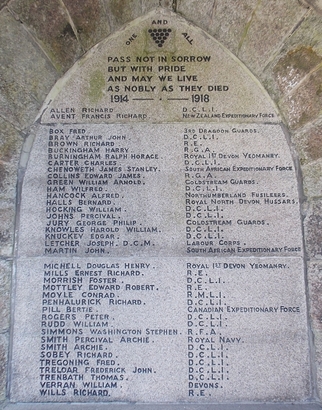 ONE AND ALL
PASS NOT IN SORROW
BUT WITH PRIDE
AND MAY WE LIVE
AS NOBLY AS THEY DIED
1914 1918
ALLEN RICHARD D.C.L.I.
AVENT FRANCIS RICHARD. NEW ZEALAND EXPEDITIONARY FORCE
BOX FRED 3RD DRAGOON GUARDS.
BRAY ARTHUR JOHN D.C.L.I.
BROWN RICHARD R.E.
BUCKINGHAM HARRY R.G.A.
BURNINGHAM RALPH HORACE. ROYAL 1ST DEVON YEOMANRY.
CARTER CHARLES D.C.L.I.
CHENOWETH JAMES STANLEY. SOUTH AFRICAN EXPEDITIONARY FORCE
COLLINS EDWARD JAMES. R.G.A.
GREEN WILLIAM ARNOLD. COLDSTREAM GUARDS.
HAM WILFRED D.C.L.I.
HANCOCK ALFRED NORTHUMBERLAND FUSILEERS.
HALLS BERNARD. ROYAL NORTH DEVON HUSSARS.
HOCKING WILLIAM. D.C.L.I.
JOHNS PERCIVAL. D.C.L.I.
JURY GEORGE PHILIP. COLDSTREAM GUARDS.
KNOWLES HAROLD WILLIAM. D.C.L.I.
KNUCKEY EDGAR. D.C.L.I.
LETCHER JOSEPH. D.C.M. LABOUR CORPS.
MARTIN JOHN. SOUTH AFRICAN EXPEDITIONARY FORCE
MICHELL DOUGLAS HENRY. ROYAL 1ST DEVON YEOMANRY.
MILLS ERNEST RICHARD. R.E.
MORRISH FOSTER. D.C.L.I.
MOTTLEY EDWARD ROBERT. R.E.
MOYLE CONRAD. R.M.L.I.
PENHALURICK RICHARD. D.C.L.I.
PILL BERTIE. CANADIAN EXPEDITIONARY FORCE
ROGERS PETER. D.C.L.I.
RUDD WILLIAM. D.C.L.I.
SIMMONS WASHINGTON STEPHEN. R.F.A.
SMITH PERCIVAL ARCHIE. ROYAL NAVY.
SMITH ARCHIE. D.C.L.I.
SOBEY RICHARD. D.C.L.I.
TREGONING FRED. D.C.L.I.
TRELOAR FREDERICK JOHN. D.C.L.I.
TRENBATH THOMAS. D.C.L.I.
VERRAN WILLIAM. DEVONS.
WILLS RICHARD. R.E.